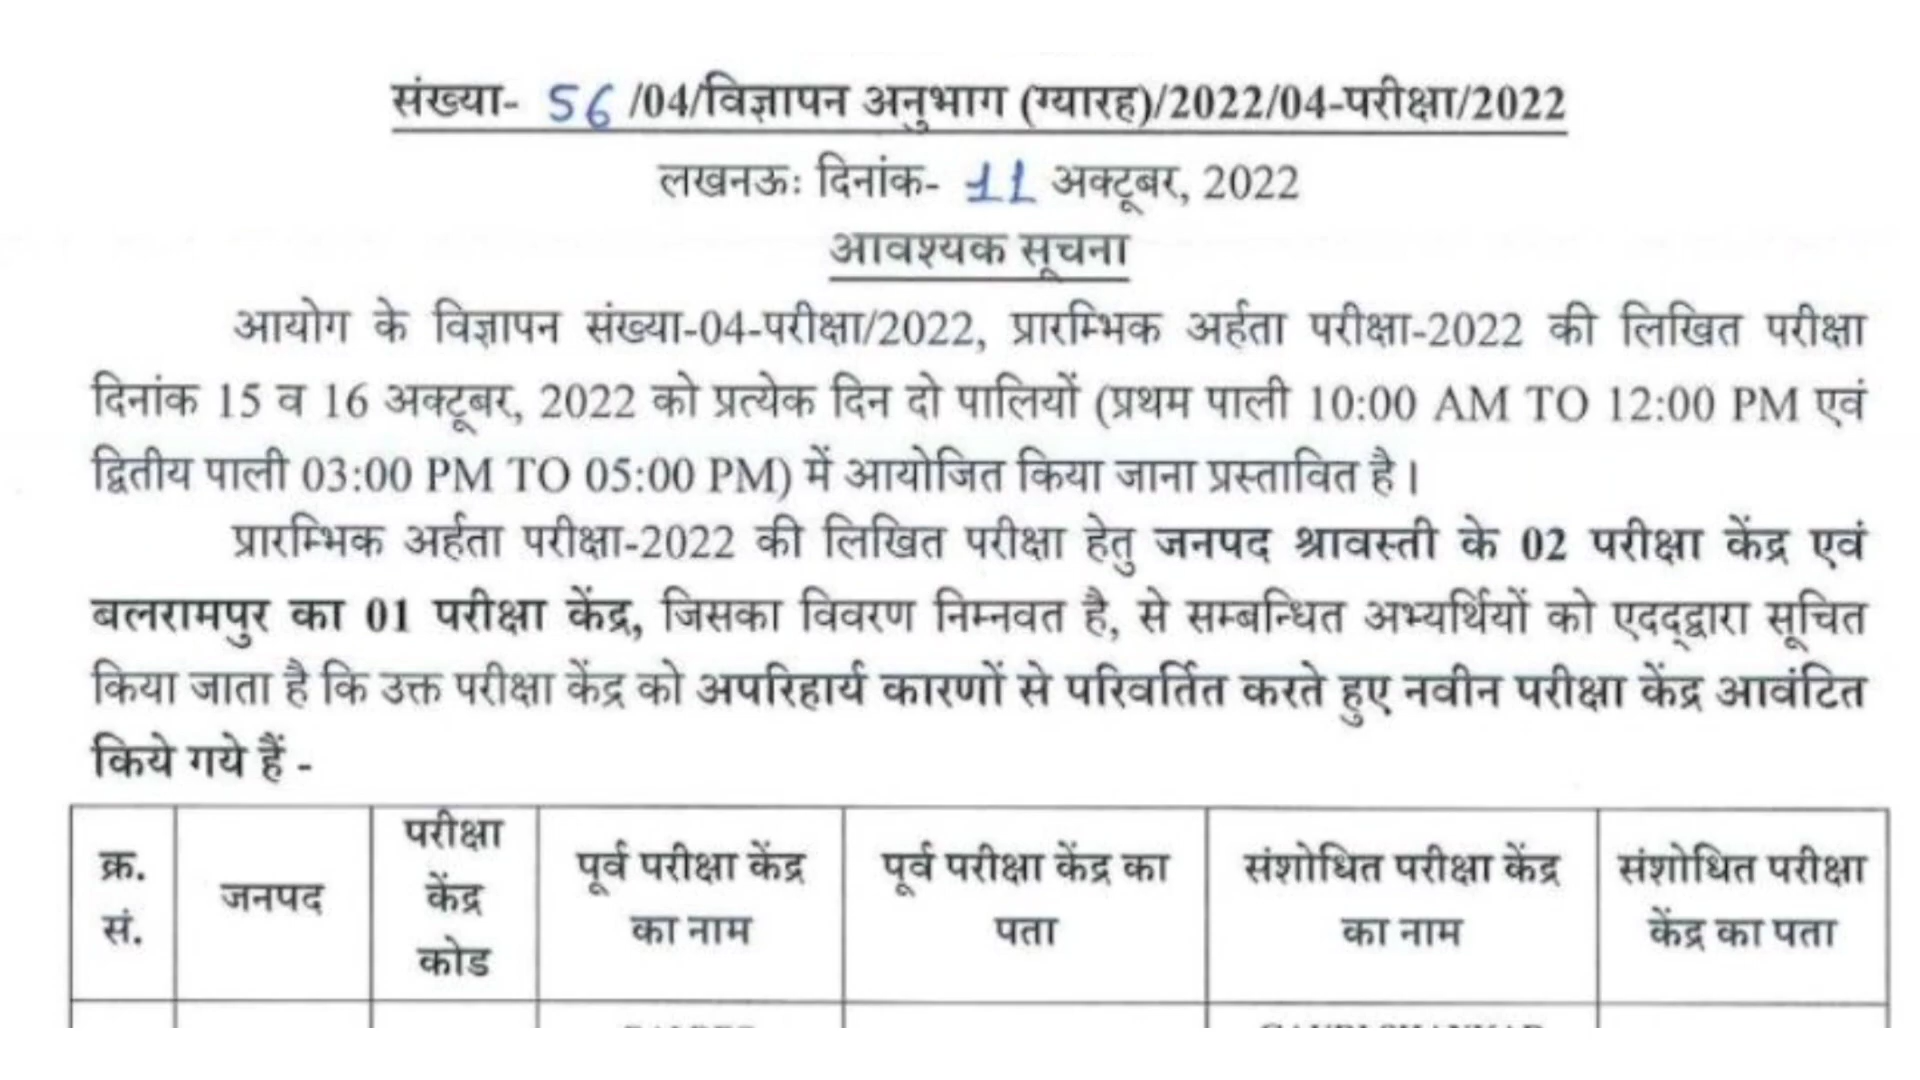 संख्या- 56 /04/विज्ञापन अनुभाग (ग्यारह)/2022/04-परीक्षा/2022
लखनऊः दिनांक- 11 अक्टूबर, 2022
आवश्यक सूचना
आयोग के विज्ञापन संख्या-04-परीक्षा/2022, प्रारम्भिक अर्हता परीक्षा-2022 की लिखित परीक्षा
दिनांक 15 व 16 अक्टूबर, 2022 को प्रत्येक दिन दो पालियों (प्रथम पाली 10:00 AM TO 12:00 PM एवं
द्वितीय पाली 03:00 PM TO 05:00 PM) में आयोजित किया जाना प्रस्तावित है।
प्रारम्भिक अर्हता परीक्षा-2022 की लिखित परीक्षा हेतु जनपद श्रावस्ती के 02 परीक्षा केंद्र एवं
बलरामपुर का 01 परीक्षा केंद्र, जिसका विवरण निम्नवत है, से सम्बन्धित अभ्यर्थियों को एदद्द्वारा सूचित
किया जाता है कि उक्त परीक्षा केंद्र को अपरिहार्य कारणों से परिवर्तित करते हुए नवीन परीक्षा केंद्र आवंटित
किये गये हैं -
क्र. सं.
जनपद
परीक्षा केंद्र कोड
पूर्व परीक्षा केंद्र का नाम
पूर्व परीक्षा केंद्र का पता
संशोधित परीक्षा केंद्र का नाम
संशोधित परीक्षा केंद्र का पता